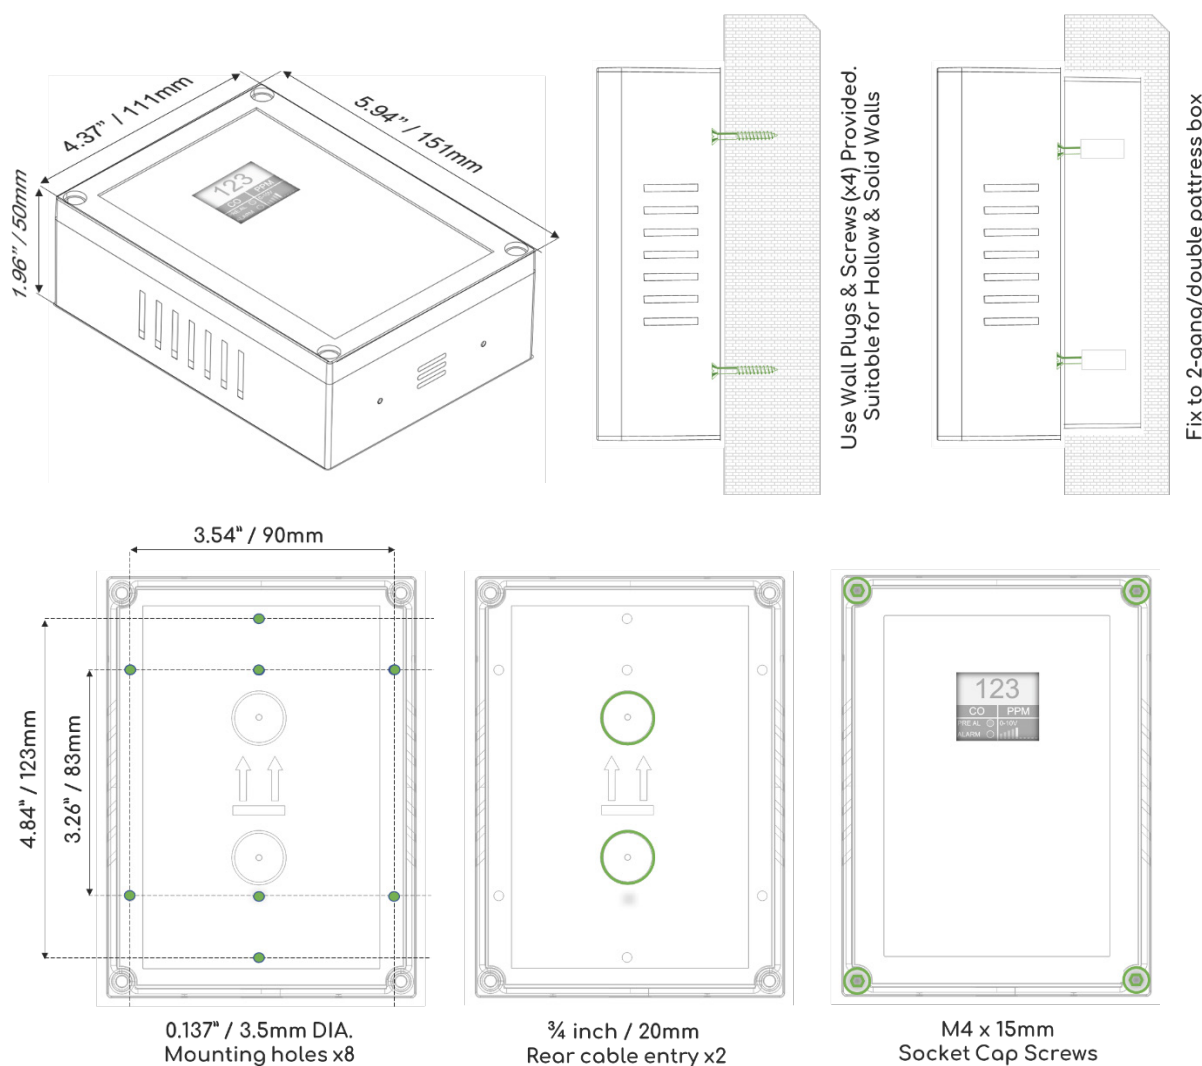 4.37" / 111mm
5.94" / 151mm
1.96" / 50mm
123
CO PPM
Use Wall Plugs & Screws (x4) Provided.
Suitable for Hollow & Solid Walls
Fix to 2-gang/double pattress box
3.54" / 90mm
4.84" / 123mm
3.26" / 83mm
123
CO PPM
PRE AL 0-10V
ALARM
0.137" / 3.5mm DIA.
Mounting holes x8
¾ inch / 20mm
Rear cable entry x2
M4 x 15mm
Socket Cap Screws